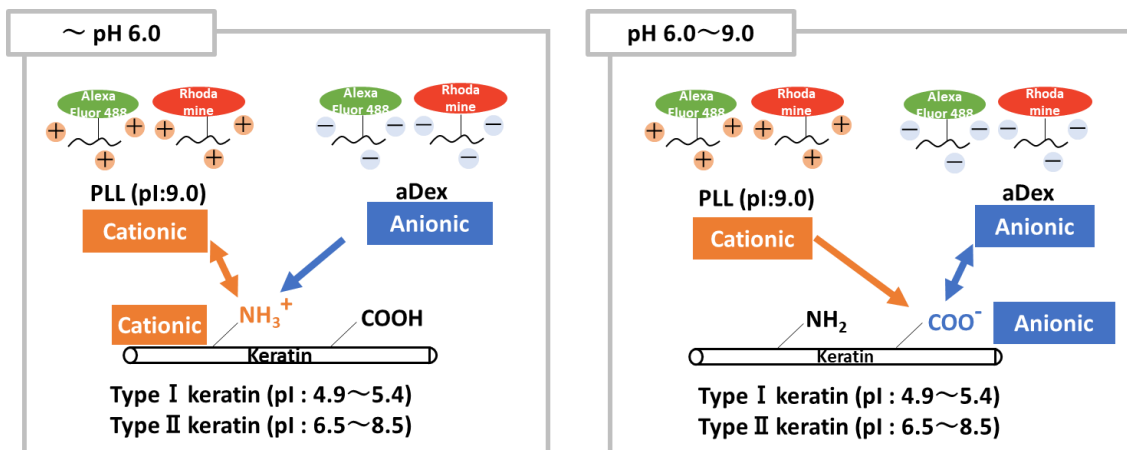 ～ pH 6.0
Alexa
Fluor 488
Rhoda
mine
Alexa
Fluor 488
Rhoda
mine
+ + +
+ + +
− − −
− − −
PLL (pI:9.0)
aDex
Cationic
Anionic
Cationic
NH3+
COOH
Keratin
Type Ⅰ keratin (pI : 4.9～5.4)
Type Ⅱ keratin (pI : 6.5～8.5)
pH 6.0～9.0
Alexa
Fluor 488
Rhoda
mine
Alexa
Fluor 488
Rhoda
mine
+ + +
+ + +
− − −
− − −
PLL (pI:9.0)
aDex
Cationic
Anionic
NH2
COO-
Anionic
Keratin
Type Ⅰ keratin (pI : 4.9～5.4)
Type Ⅱ keratin (pI : 6.5～8.5)